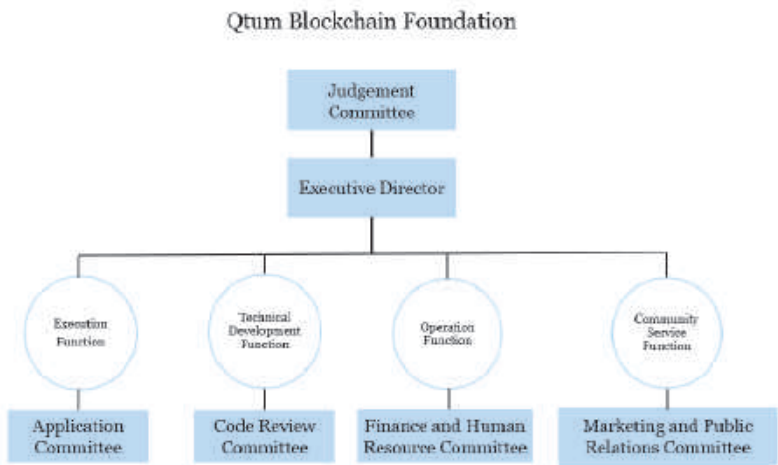 Qtum Blockchain Foundation
Judgement
Committee
Executive Director
Execution
Function
Technical
Development
Function
Operation
Function
Community
Service
Function
Application
Committee
Code Review
Committee
Finance and Human
Resource Committee
Marketing and Public
Relations Committee